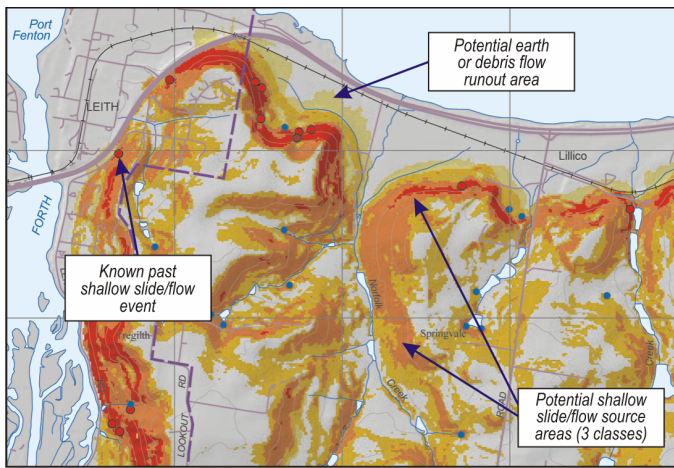 Port
Fenton
Potential earth
or debris flow
runout area
LEITH
Lillico
FORTH
Known past
shallow slide/flow
event
Norfolk
Springvale
Creek
Creek
RD
LOOKOUT
ROAD
Potential shallow
slide/flow source
areas (3 classes)